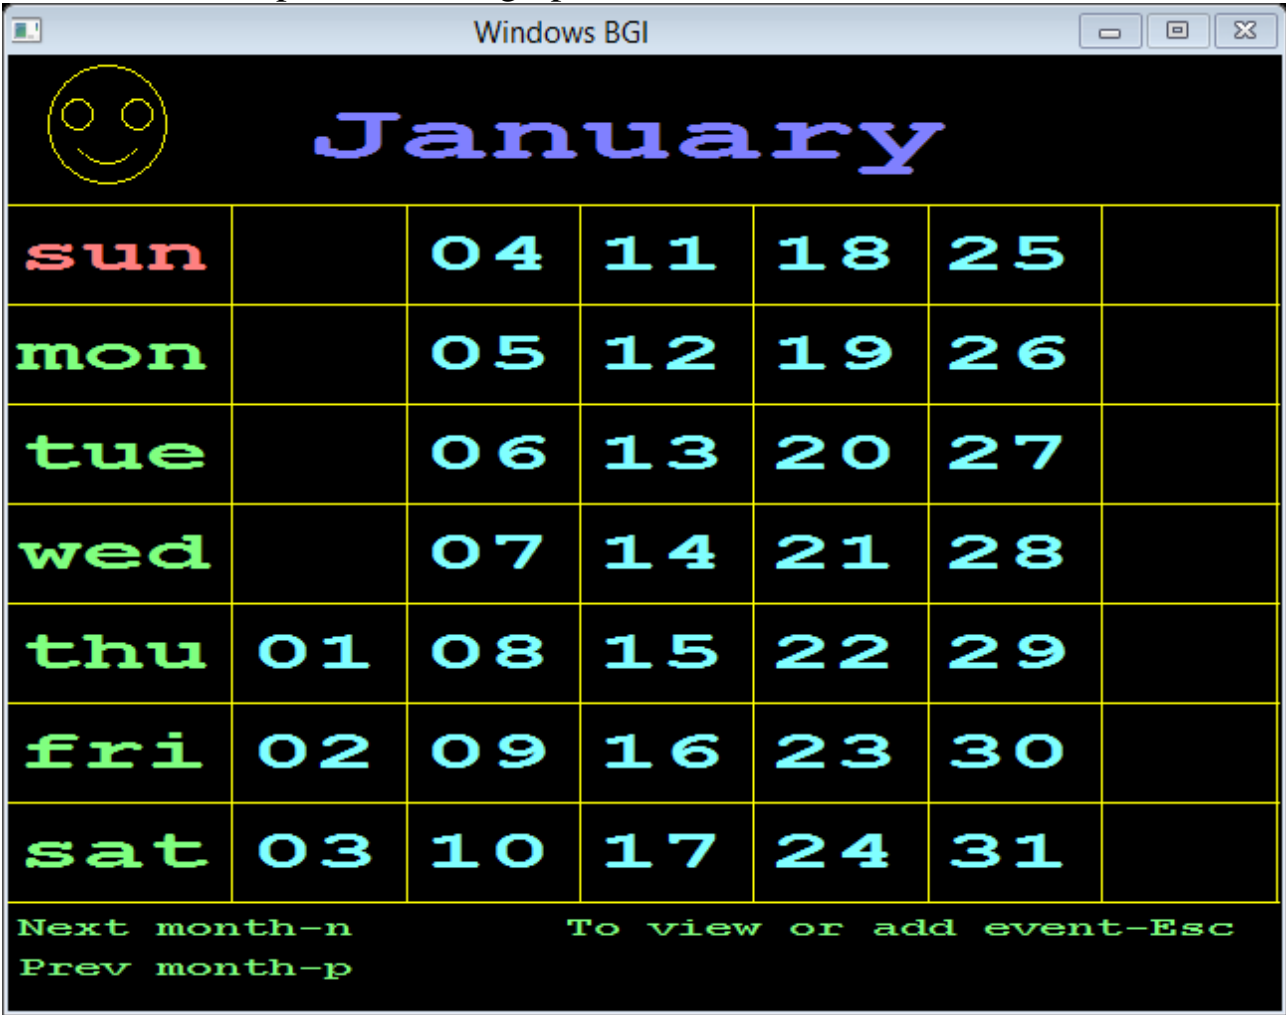 Windows BGI
January
sun 04 11 18 25
mon 05 12 19 26
tue 06 13 20 27
wed 07 14 21 28
thu 01 08 15 22 29
fri 02 09 16 23 30
sat 03 10 17 24 31
Next month-n To view or add event-Esc
Prev month-p